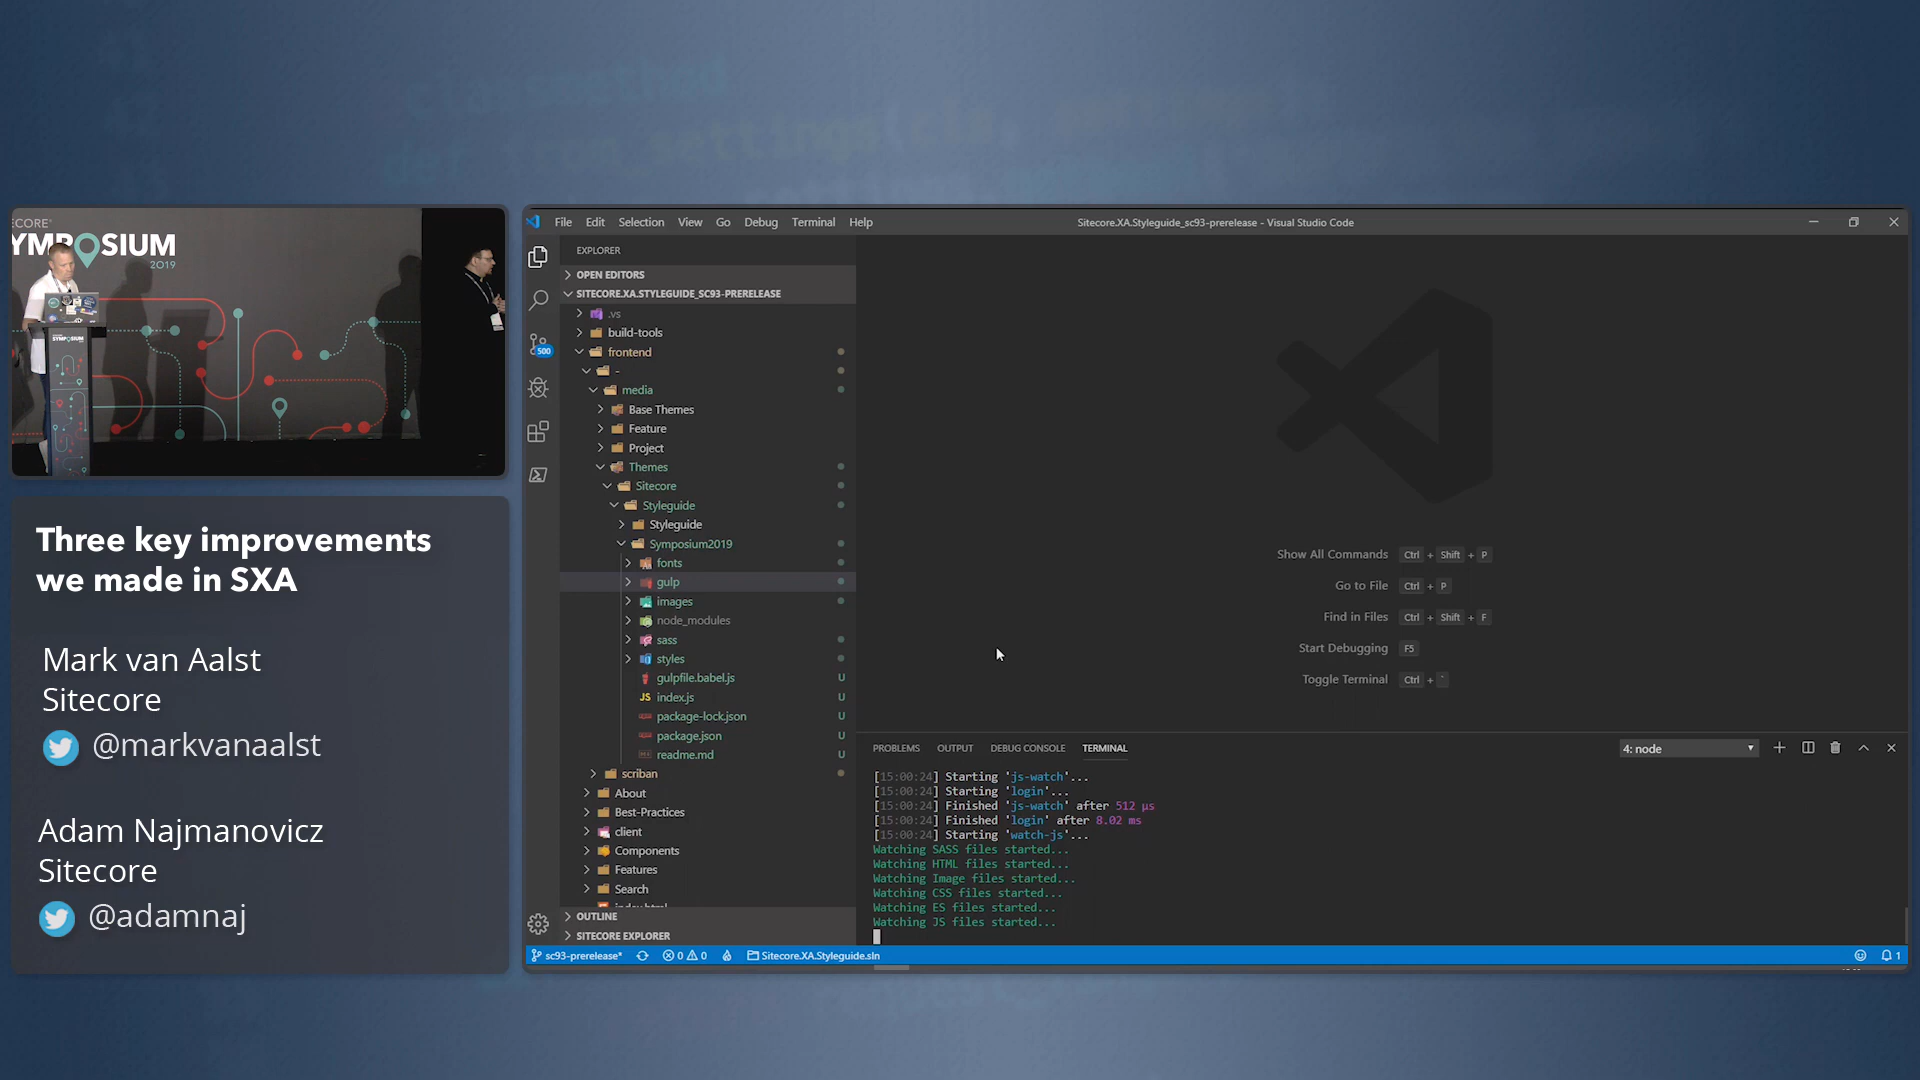 ECORE
YMPOSIUM
2019
SYMPOSIUM
Three key improvements
we made in SXA
Mark van Aalst
Sitecore
@markvanaalst
Adam Najmanovicz
Sitecore
@adamnaj
File Edit Selection View Go Debug Terminal Help
Sitecore.XA.Styleguide_sc93-prerelease - Visual Studio Code
EXPLORER
OPEN EDITORS
SITECORE.XA.STYLEGUIDE_SC93-PRERELEASE
.vs
build-tools
frontend
-
media
Base Themes
Feature
Project
Themes
Sitecore
Styleguide
Styleguide
Symposium2019
fonts
gulp
images
node_modules
sass
styles
gulpfile.babel.js U
JS index.js U
package-lock.json U
package.json U
readme.md U
scriban
About
Best-Practices
client
Components
Features
Search
index.html
OUTLINE
SITECORE EXPLORER
500
Show All Commands Ctrl + Shift + P
Go to File Ctrl + P
Find in Files Ctrl + Shift + F
Start Debugging F5
Toggle Terminal Ctrl + `
PROBLEMS OUTPUT DEBUG CONSOLE TERMINAL
4: node
[15:00:24] Starting 'js-watch'...
[15:00:24] Starting 'login'...
[15:00:24] Finished 'js-watch' after 512 μs
[15:00:24] Finished 'login' after 8.02 ms
[15:00:24] Starting 'watch-js'...
Watching SASS files started...
Watching HTML files started...
Watching Image files started...
Watching CSS files started...
Watching ES files started...
Watching JS files started...
sc93-prerelease* 0 0 Sitecore.XA.Styleguide.sln 1